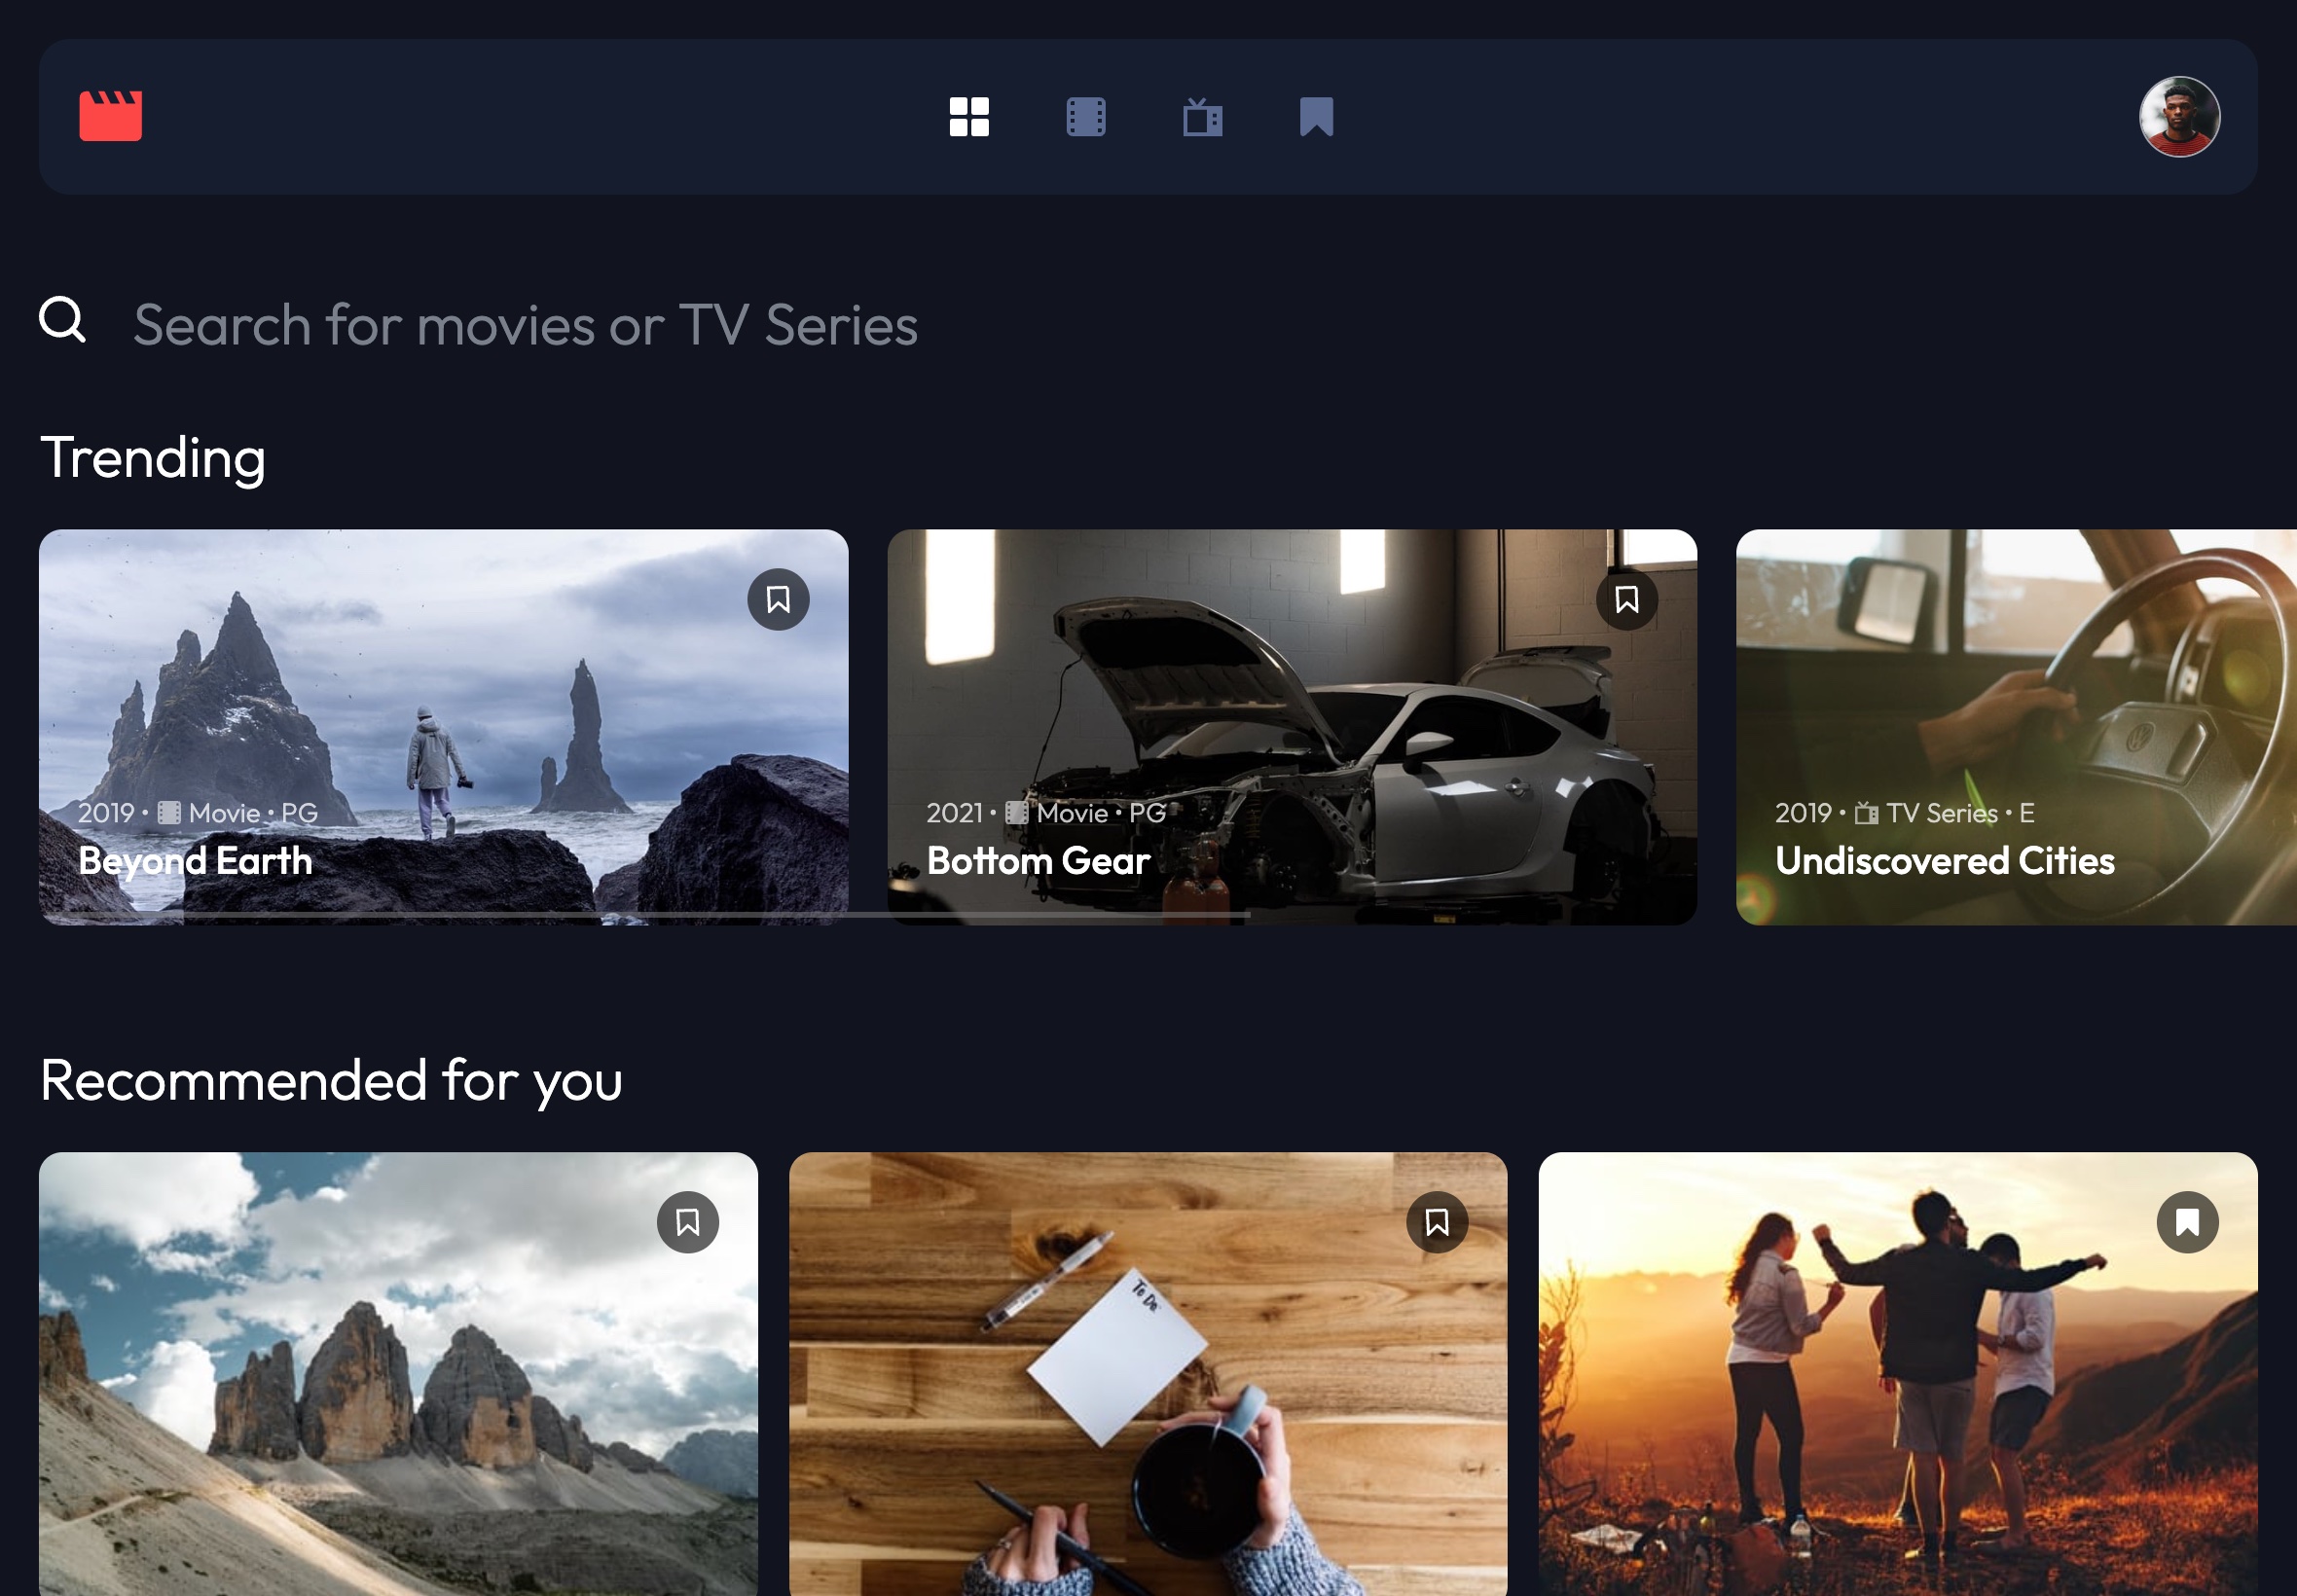 Search for movies or TV Series
Trending
2019 • Movie • PG
Beyond Earth
2021 • Movie • PG
Bottom Gear
2019 • TV Series • E
Undiscovered Cities
Recommended for you
To Do: